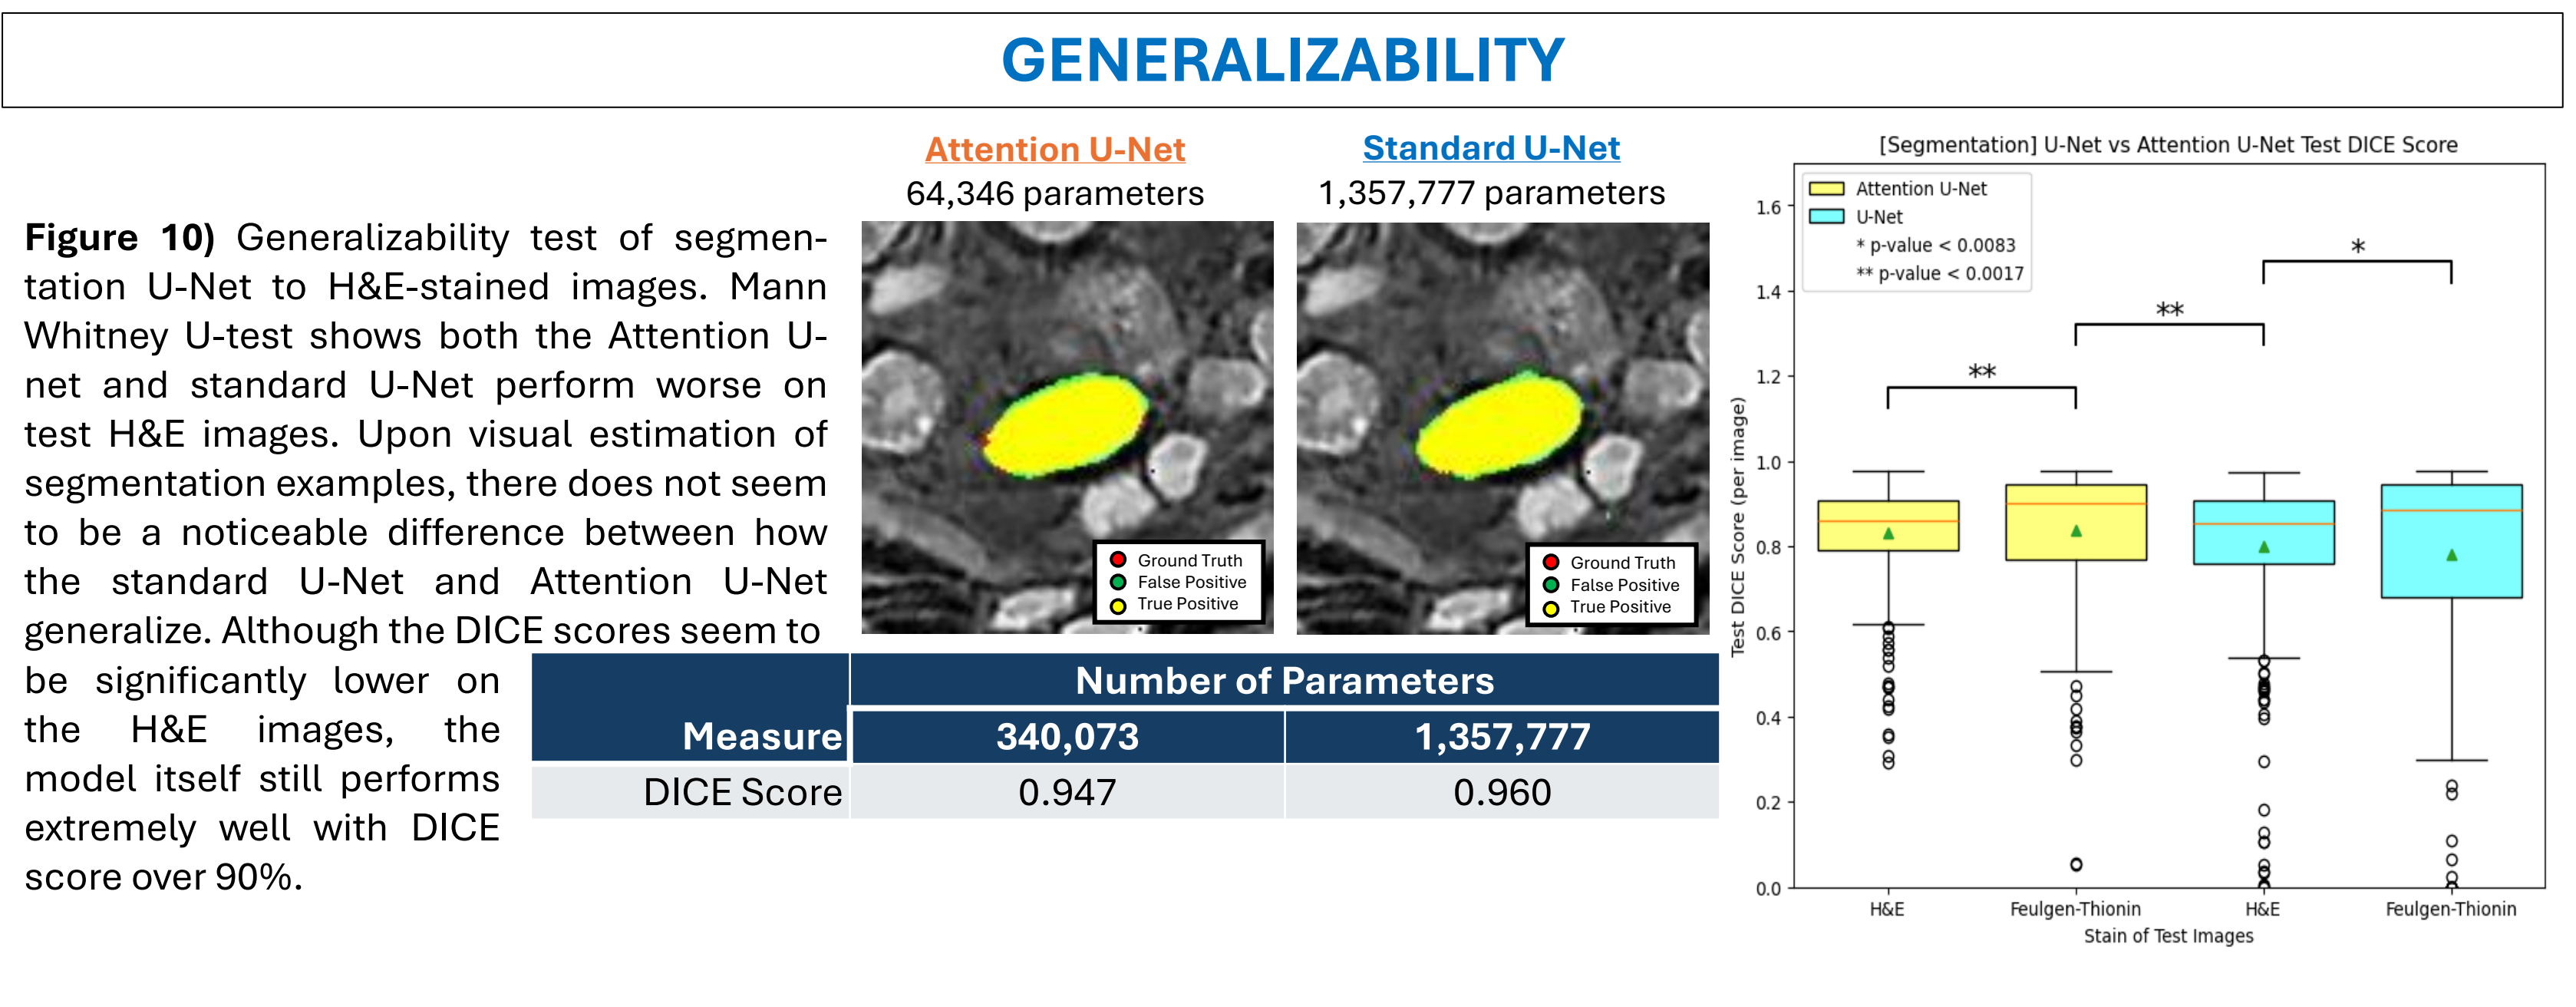 GENERALIZABILITY
Figure 10) Generalizability test of segmen-
tation U-Net to H&E-stained images. Mann
Whitney U-test shows both the Attention U-
net and standard U-Net perform worse on
test H&E images. Upon visual estimation of
segmentation examples, there does not seem
to be a noticeable difference between how
the standard U-Net and Attention U-Net
generalize. Although the DICE scores seem to
be significantly lower on
the H&E images, the
model itself still performs
extremely well with DICE
score over 90%.
Attention U-Net
64,346 parameters
Ground Truth
False Positive
True Positive
Standard U-Net
1,357,777 parameters
Ground Truth
False Positive
True Positive
Number of Parameters
Measure 340,073 1,357,777
DICE Score 0.947 0.960
[Segmentation] U-Net vs Attention U-Net Test DICE Score
Attention U-Net
U-Net
* p-value < 0.0083
** p-value < 0.0017
**
**
*
Test DICE Score (per image)
1.6
1.4
1.2
1.0
0.8
0.6
0.4
0.2
0.0
H&E Feulgen-Thionin H&E Feulgen-Thionin
Stain of Test Images